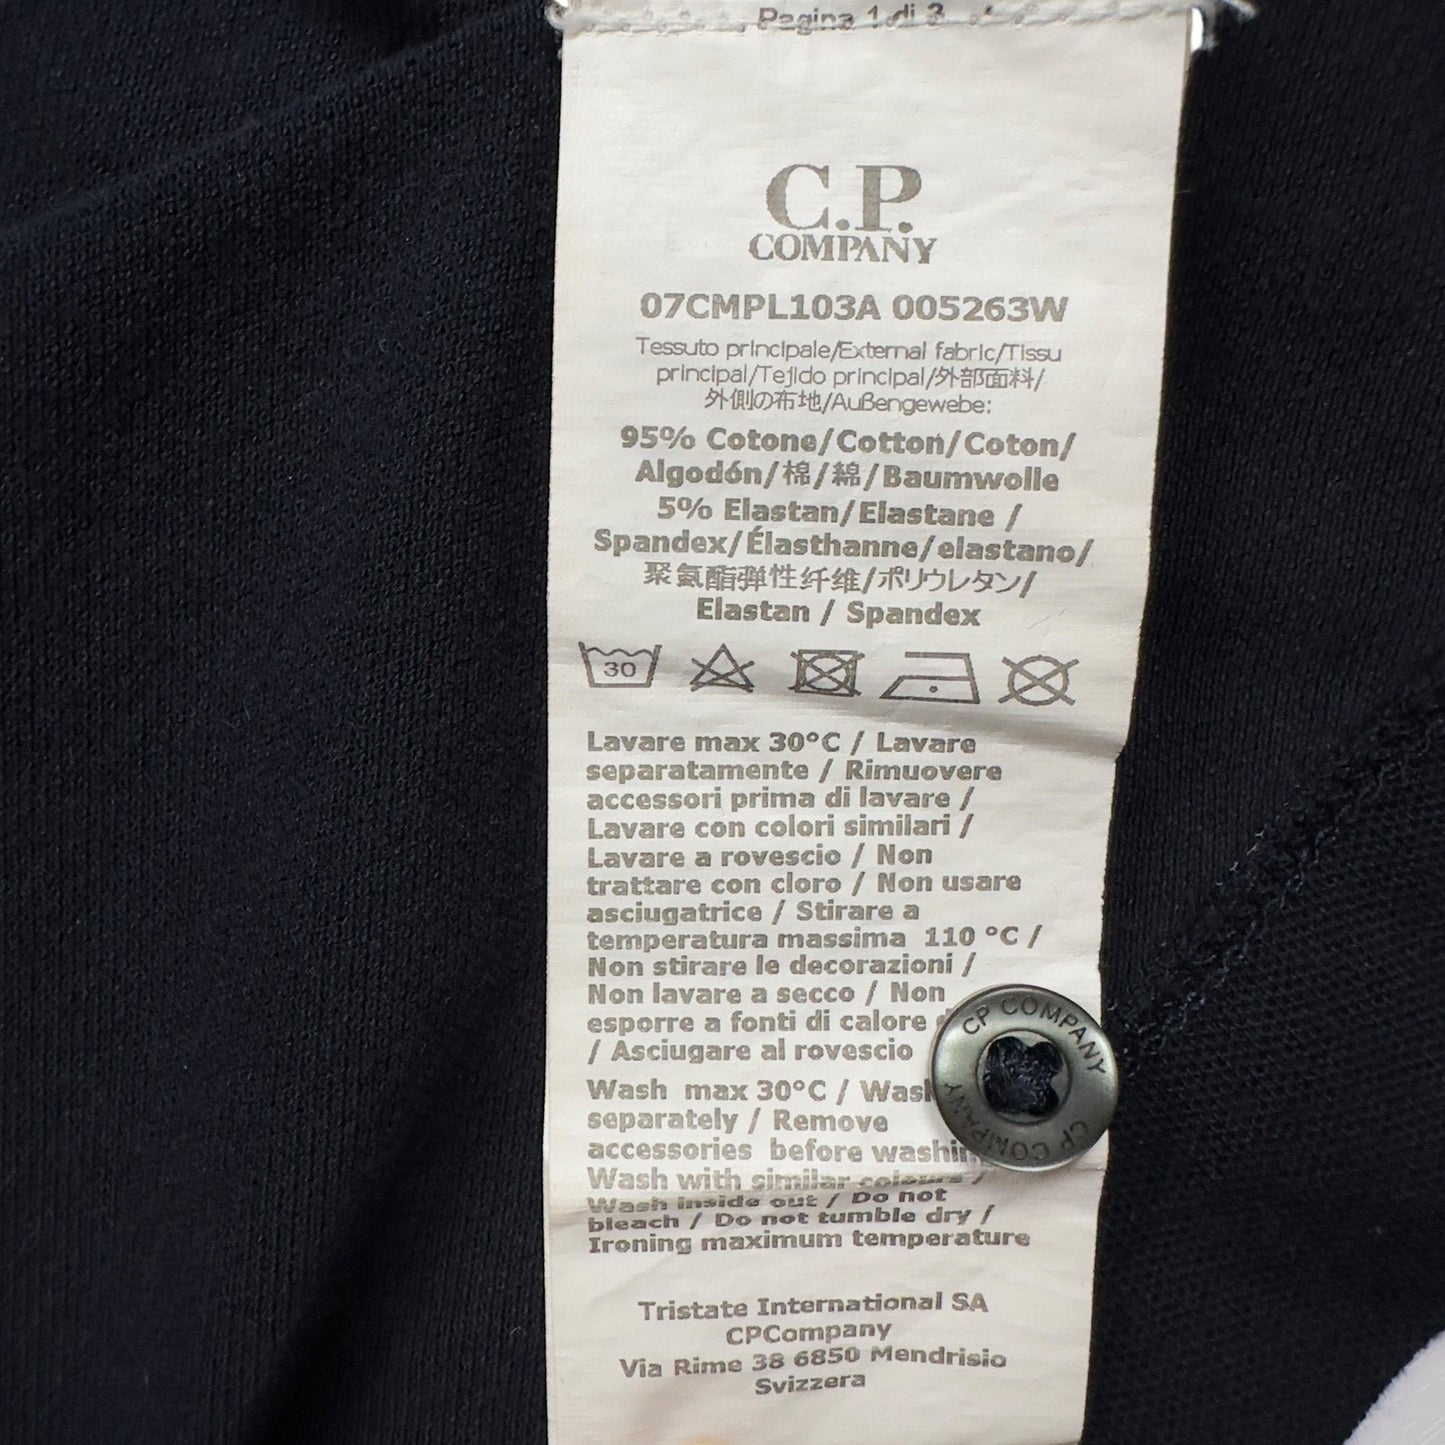 Pagina 1 di 3
C.P.
COMPANY
07CMPL103A 005263W
Tessuto principale/External fabric/Tissu
principal/Tejido principal/外部面料/
外側の布地/Außengewebe:
95% Cotone/Cotton/Coton/
Algodón/棉/綿/Baumwolle
5% Elastan/Elastane /
Spandex/Élasthanne/elastano/
聚氨酯弹性纤维/ポリウレタン/
Elastan / Spandex
30
Lavare max 30°C / Lavare
separatamente / Rimuovere
accessori prima di lavare /
Lavare con colori similari /
Lavare a rovescio / Non
trattare con cloro / Non usare
asciugatrice / Stirare a
temperatura massima 110 °C /
Non stirare le decorazioni /
Non lavare a secco / Non
esporre a fonti di calore
/ Asciugare al rovescio
Wash max 30°C /
separately / Remove
accessories before
Wash with similar colours /
Wash inside out / Do not
bleach / Do not tumble dry /
Ironing maximum temperature
CP COMPANY
CP COMPANY
Tristate International SA
CPCompany
Via Rime 38 6850 Mendrisio
Svizzera